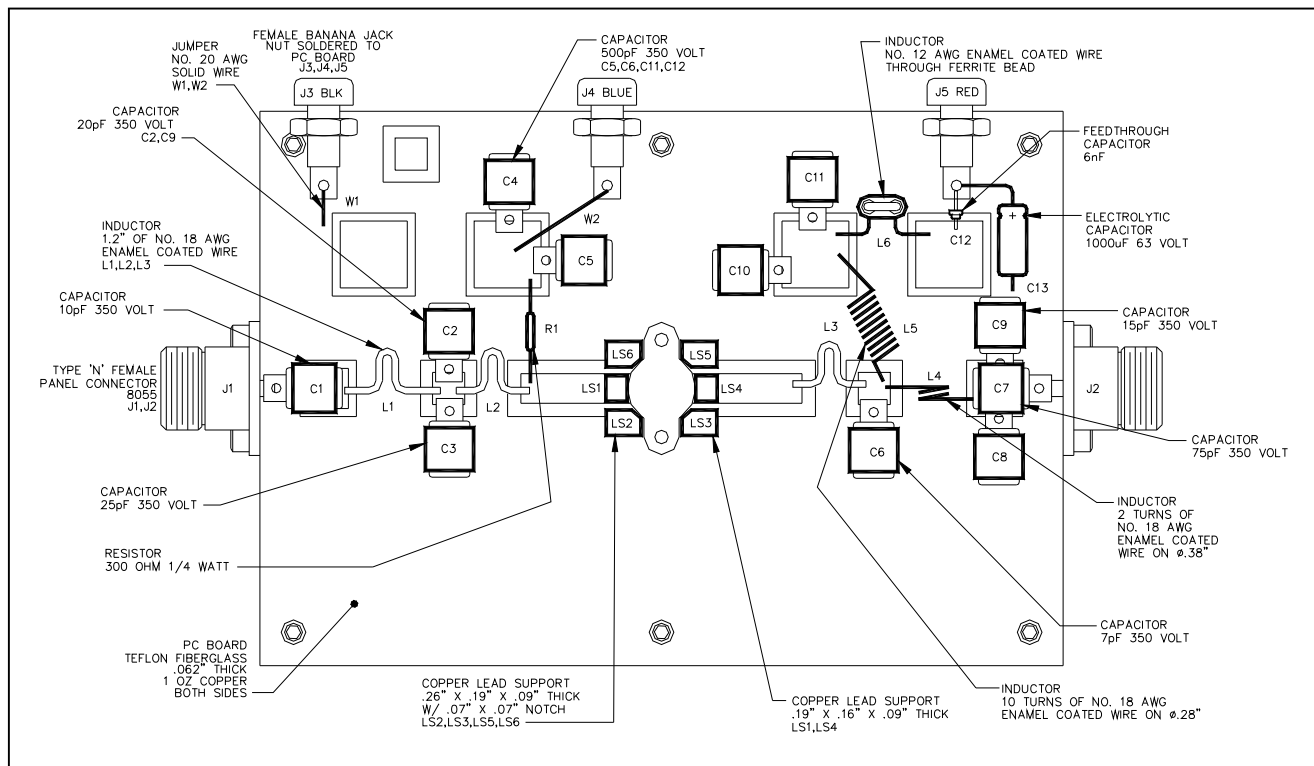 JUMPER
NO. 20 AWG
SOLID WIRE
W1,W2
FEMALE BANANA JACK
NUT SOLDERED TO
PC BOARD
J3,J4,J5
CAPACITOR
500pF 350 VOLT
C5,C6,C11,C12
INDUCTOR
NO. 12 AWG ENAMEL COATED WIRE
THROUGH FERRITE BEAD
J3 BLK
J4 BLUE
J5 RED
CAPACITOR
20pF 350 VOLT
C2,C9
FEEDTHROUGH
CAPACITOR
6nF
C4
C11
W1
W2
L6
C12
+
ELECTROLYTIC
CAPACITOR
1000uF 63 VOLT
INDUCTOR
1.2" OF NO. 18 AWG
ENAMEL COATED WIRE
L1,L2,L3
C5
C10
C13
CAPACITOR
10pF 350 VOLT
C2
R1
L3
L5
C9
CAPACITOR
15pF 350 VOLT
LS6
LS5
TYPE 'N' FEMALE
PANEL CONNECTOR
8055
J1,J2
J1
C1
L1
L2
LS1
LS4
L4
C7
J2
LS2
LS3
C3
C6
C8
CAPACITOR
75pF 350 VOLT
CAPACITOR
25pF 350 VOLT
INDUCTOR
2 TURNS OF
NO. 18 AWG
ENAMEL COATED
WIRE ON ø.38"
RESISTOR
300 OHM 1/4 WATT
CAPACITOR
7pF 350 VOLT
PC BOARD
TEFLON FIBERGLASS
.062" THICK
1 OZ COPPER
BOTH SIDES
COPPER LEAD SUPPORT
.26" X .19" X .09" THICK
W/ .07" X .07" NOTCH
LS2,LS3,LS5,LS6
COPPER LEAD SUPPORT
.19" X .16" X .09" THICK
LS1,LS4
INDUCTOR
10 TURNS OF NO. 18 AWG
ENAMEL COATED WIRE ON ø.28"